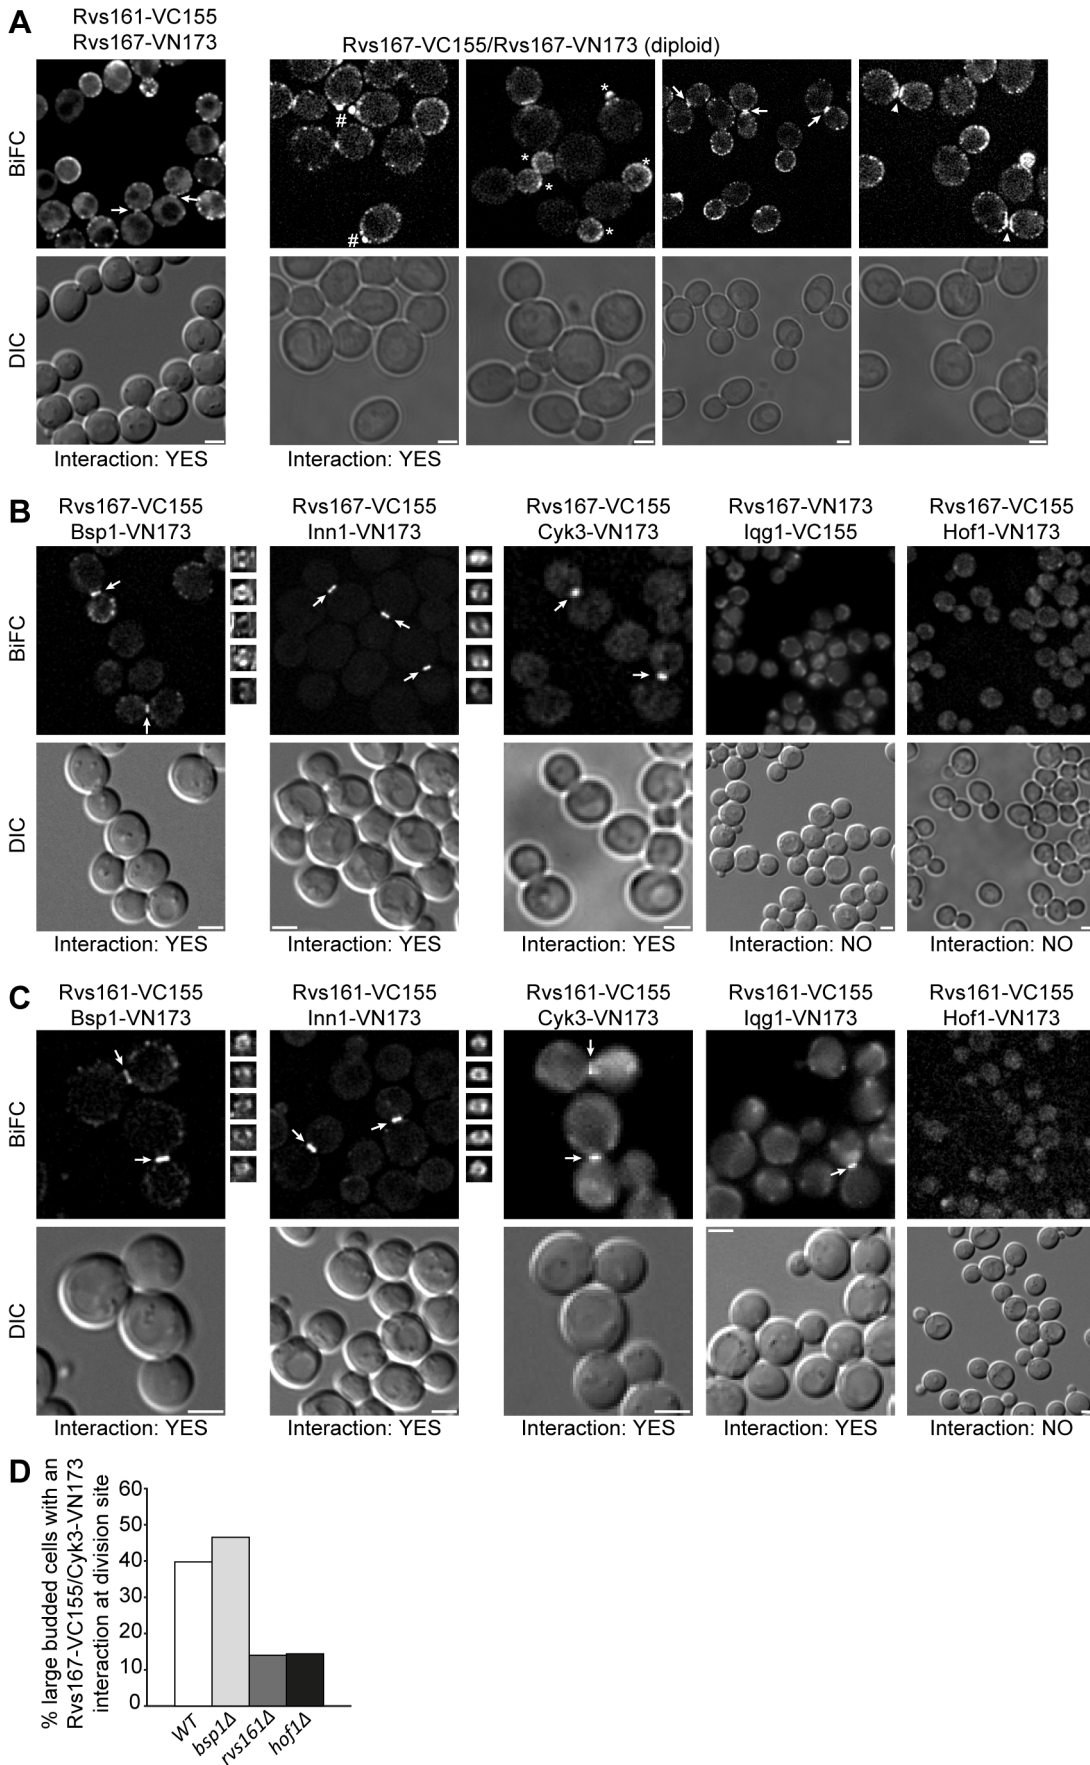 A
Rvs161-VC155
Rvs167-VN173
Rvs167-VC155/Rvs167-VN173 (diploid)
BiFC
#
#
*
*
*
*
*
]
DIC
Interaction: YES
Interaction: YES
B
Rvs167-VC155
Bsp1-VN173
Rvs167-VC155
Inn1-VN173
Rvs167-VC155
Cyk3-VN173
Rvs167-VN173
Iqg1-VC155
Rvs167-VC155
Hof1-VN173
BiFC
DIC
Interaction: YES
Interaction: YES
Interaction: YES
Interaction: NO
Interaction: NO
C
Rvs161-VC155
Bsp1-VN173
Rvs161-VC155
Inn1-VN173
Rvs161-VC155
Cyk3-VN173
Rvs161-VC155
Iqg1-VN173
Rvs161-VC155
Hof1-VN173
BiFC
DIC
Interaction: YES
Interaction: YES
Interaction: YES
Interaction: YES
Interaction: NO
D
% large budded cells with an
Rvs167-VC155/Cyk3-VN173
interaction at division site
60
50
40
30
20
10
0
WT
bsp1Δ
rvs161Δ
hof1Δ